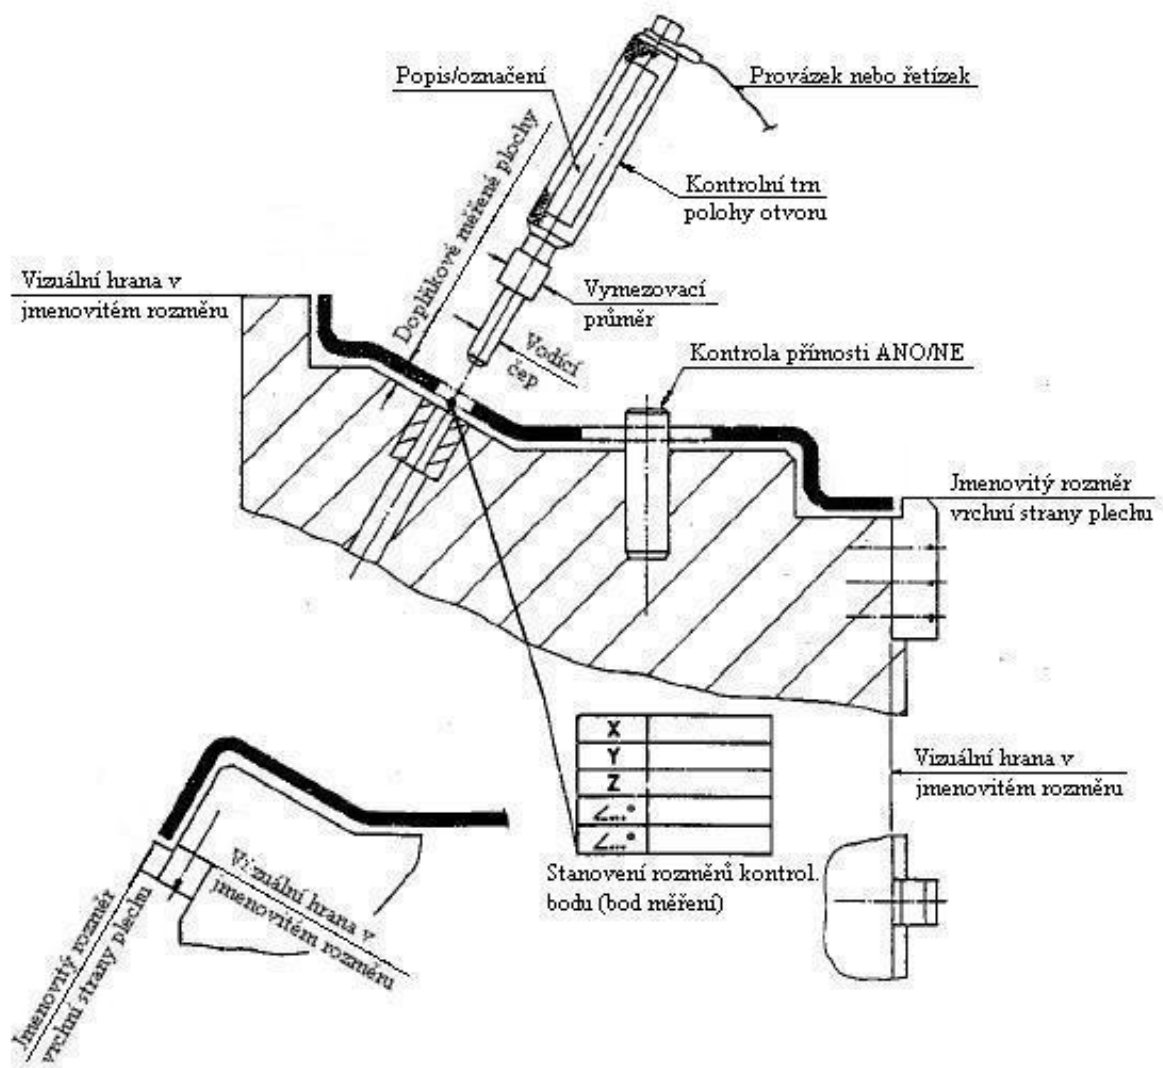 Popis/označení
Provázek nebo řetízek
Doplňkové měřené plochy
Kontrolní trn
polohy otvoru
Vizuální hrana v
jmenovitém rozměru
Vymezovací
průměr
Vodící
čep
Kontrola přímosti ANO/NE
Jmenovitý rozměr
vrchní strany plechu
X
Y
Z
∠...°
∠...°
Vizuální hrana v
jmenovitém rozměru
Stanovení rozměrů kontrol.
bodu (bod měření)
Vizuální hrana v
jmenovitém rozměru
Jmenovitý rozměr
vrchní strany plechu